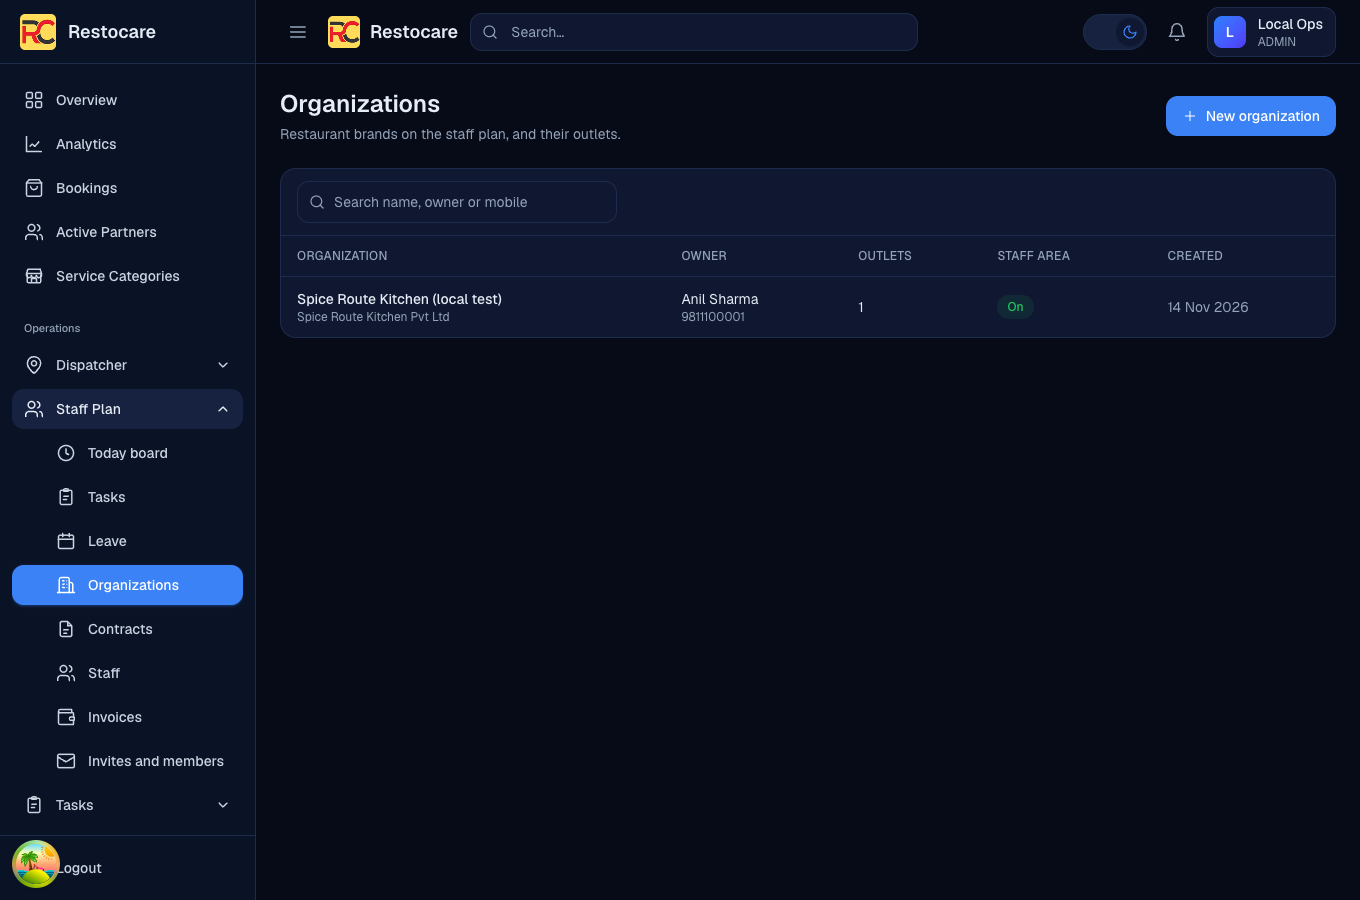 RC
Restocare
RC
Restocare
Search...
L
Local Ops
ADMIN
Overview
Analytics
Bookings
Active Partners
Service Categories
Operations
Dispatcher
Staff Plan
Today board
Tasks
Leave
Organizations
Contracts
Staff
Invoices
Invites and members
Tasks
Logout
Organizations
Restaurant brands on the staff plan, and their outlets.
New organization
Search name, owner or mobile
ORGANIZATION OWNER OUTLETS STAFF AREA CREATED
Spice Route Kitchen (local test) Anil Sharma 1 On 14 Nov 2026
Spice Route Kitchen Pvt Ltd 9811100001